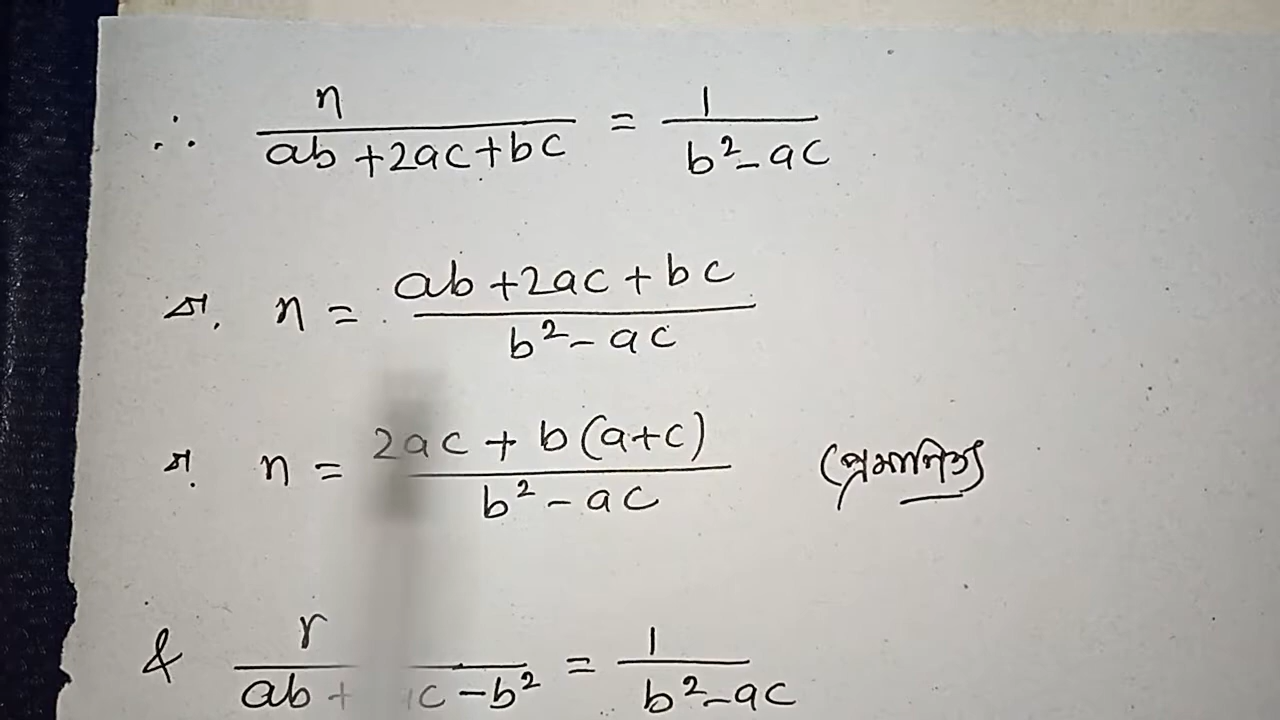 ∴ n/(ab+2ac+bc) = 1/(b²-ac)
বা, n = (ab+2ac+bc)/(b²-ac)
বা, n = (2ac+b(a+c))/(b²-ac) (প্রমাণিত)
& r/(ab+ c-b²) = 1/(b²-ac)